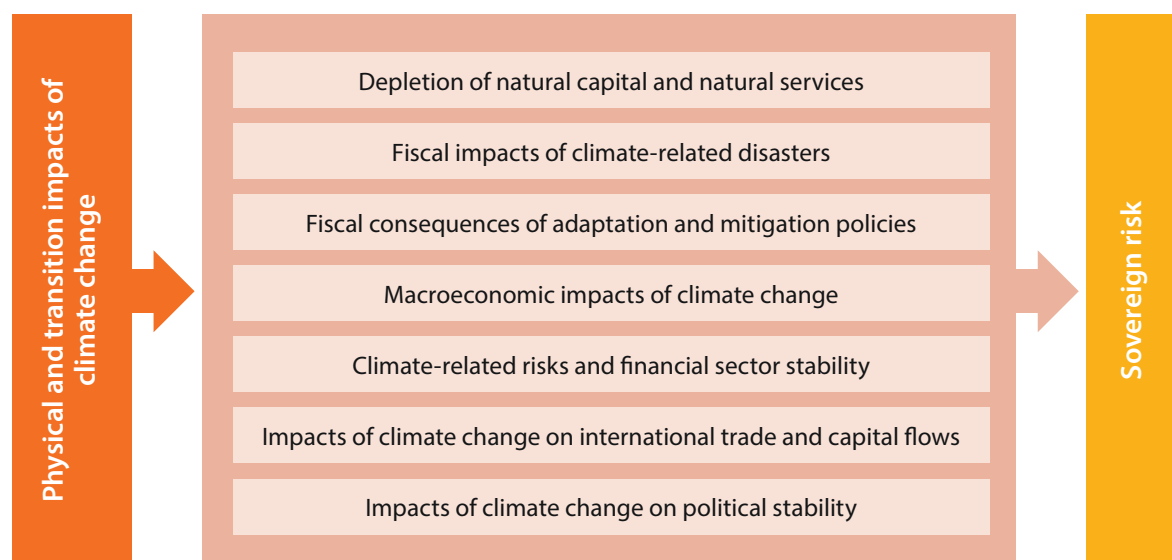 Physical and transition impacts of
climate change
Depletion of natural capital and natural services
Fiscal impacts of climate-related disasters
Fiscal consequences of adaptation and mitigation policies
Macroeconomic impacts of climate change
Climate-related risks and financial sector stability
Impacts of climate change on international trade and capital flows
Impacts of climate change on political stability
Sovereign risk